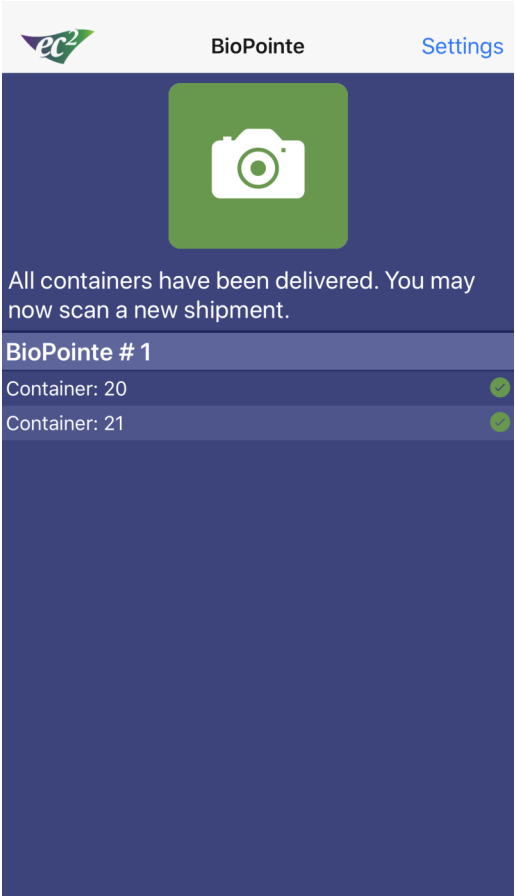 ec2
BioPointe
Settings
All containers have been delivered. You may
now scan a new shipment.
BioPointe # 1
Container: 20
Container: 21